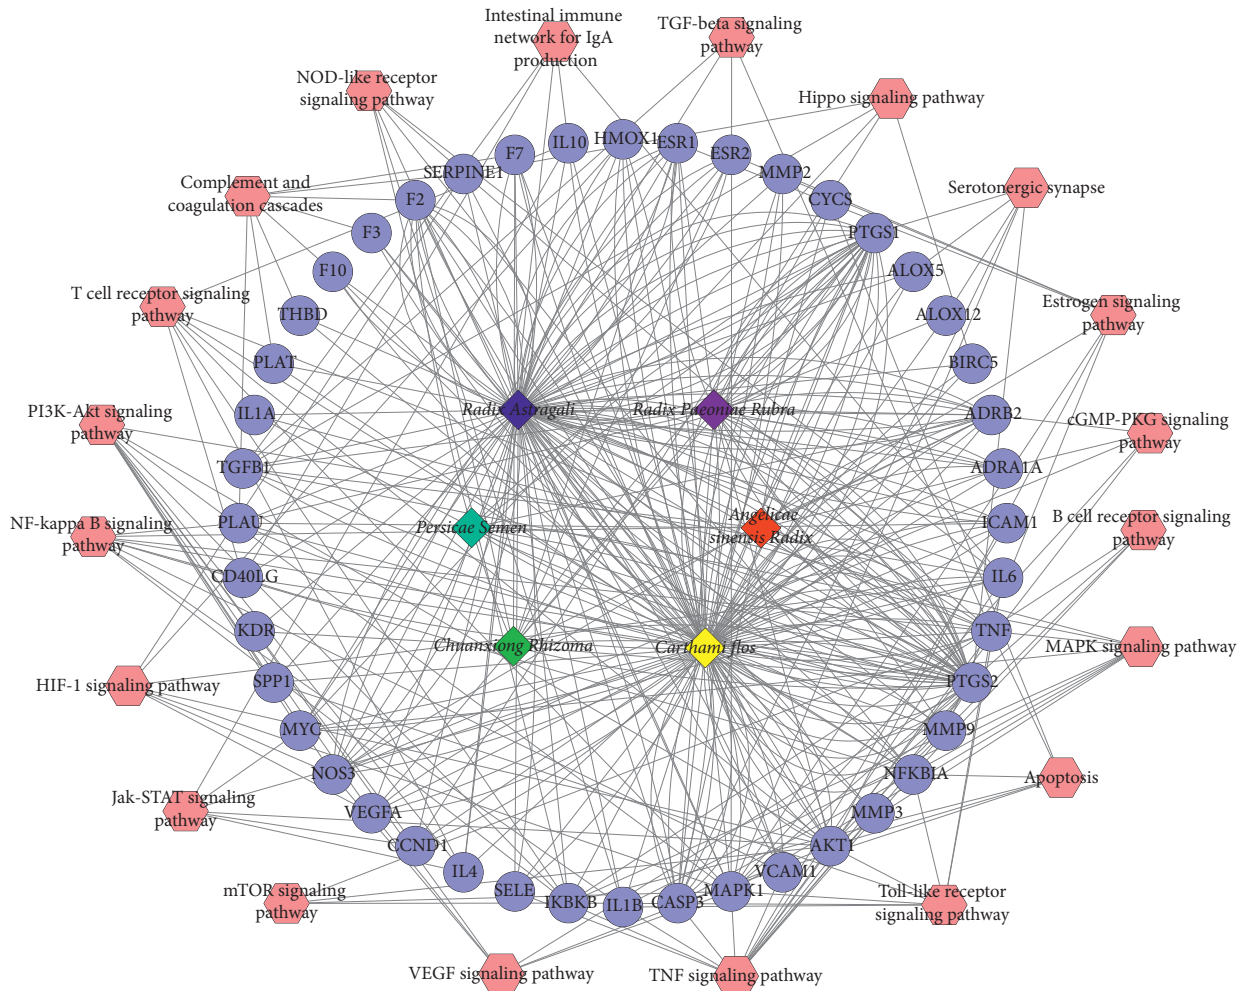 Intestinal immune
network for IgA
production
TGF-beta signaling
pathway
NOD-like receptor
signaling pathway
Hippo signaling pathway
IL10
HMOX1
ESR1
F7
ESR2
SERPINE1
MMP2
Complement and
coagulation cascades
Serotonergic synapse
F2
CYCS
F3
PTGS1
F10
ALOX5
T cell receptor signaling
pathway
Estrogen signaling
pathway
THBD
ALOX12
PLAT
BIRC5
PI3K-Akt signaling
pathway
Radix Astragali
Radix Paeoniae Rubra
IL1A
ADRB2
cGMP-PKG signaling
pathway
TGFB1
ADRA1A
NF-kappa B signaling
pathway
PLAU
Persicae Semen
Angelicae
sinensis Radix
ICAM1
B cell receptor signaling
pathway
CD40LG
IL6
KDR
TNF
Chuanxiong Rhizoma
Carthami flos
MAPK signaling pathway
HIF-1 signaling pathway
SPP1
PTGS2
MYC
MMP9
NOS3
NFKBIA
Apoptosis
Jak-STAT signaling
pathway
VEGFA
MMP3
CCND1
AKT1
IL4
VCAM1
mTOR signaling
pathway
SELE
IKBKB
IL1B
CASP3
MAPK1
Toll-like receptor
signaling pathway
VEGF signaling pathway
TNF signaling pathway